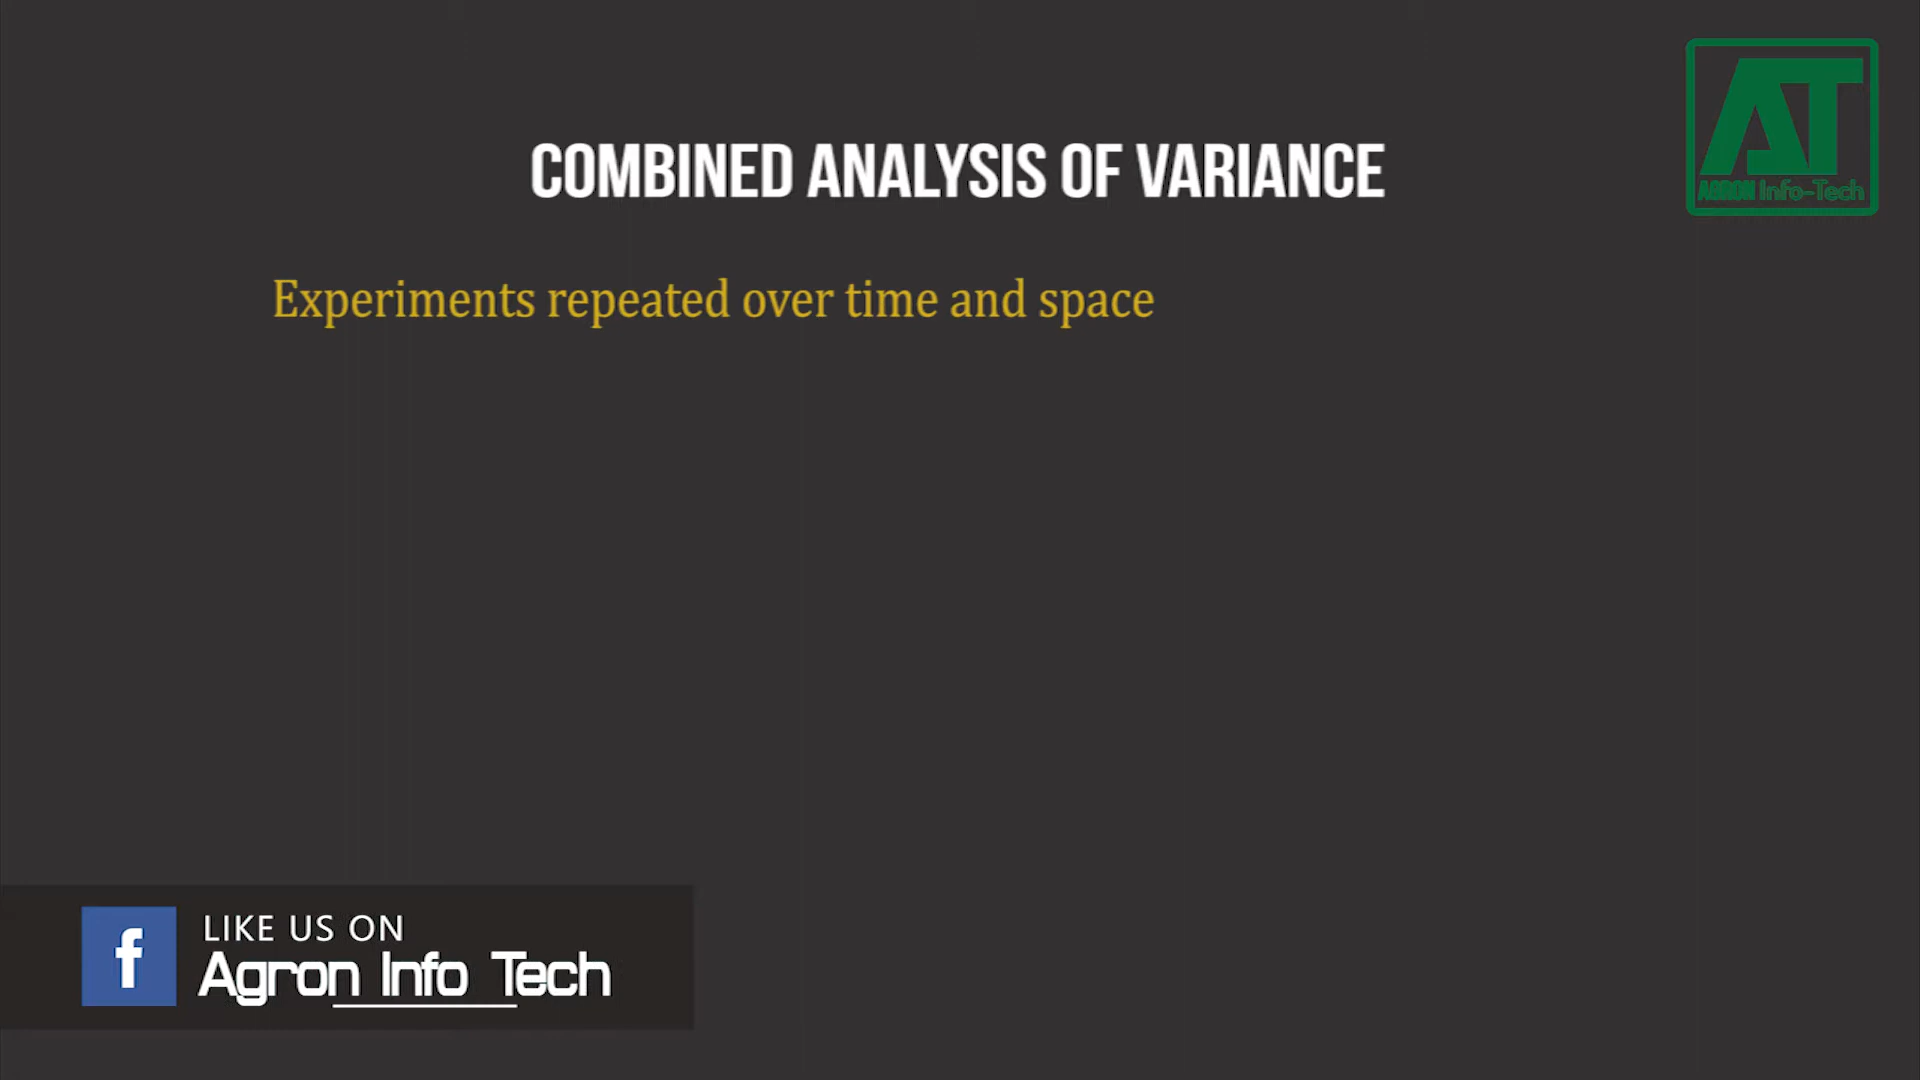 AT
AGRON Info-Tech
COMBINED ANALYSIS OF VARIANCE
Experiments repeated over time and space
f
LIKE US ON
Agron Info Tech